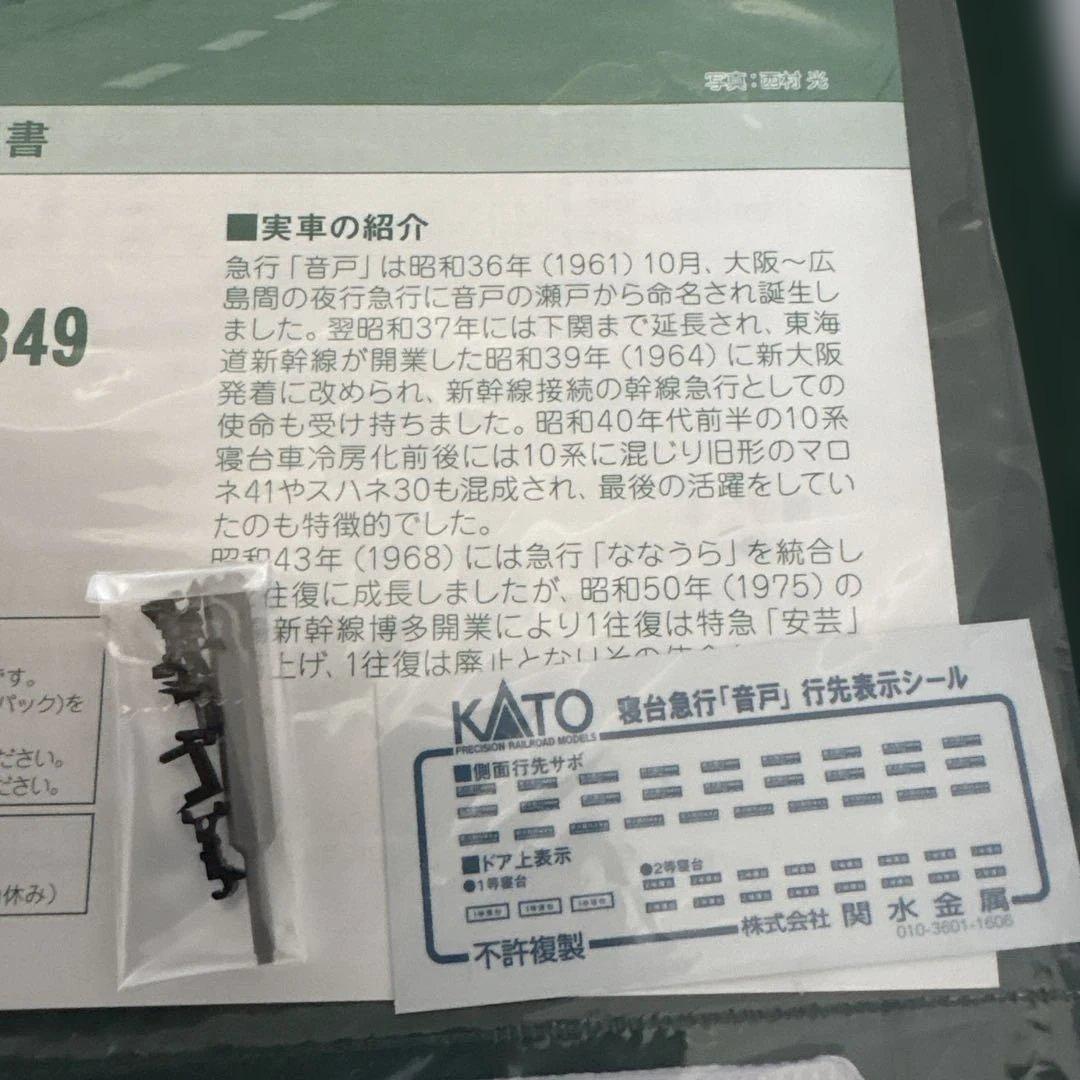 写真:西村 光
書
349
■実車の紹介
急行「音戸」は昭和36年(1961)10月、大阪〜広
島間の夜行急行に音戸の瀬戸から命名され誕生し
ました。翌昭和37年には下関まで延長され、東海
道新幹線が開業した昭和39年(1964)に新大阪
発着に改められ、新幹線接続の幹線急行としての
使命も受け持ちました。昭和40年代前半の10系
寝台車冷房化前後には10系に混じり旧形のマロ
ネ41やスハネ30も混成され、最後の活躍をしてい
たのも特徴的でした。
昭和43年(1968)には急行「ななうら」を統合し
往復に成長しましたが、昭和50年(1975)の
新幹線博多開業により1往復は特急「安芸」
上げ、1往復は廃止となりその使命
です。
パック)を
ださい。
ださい。
休み)
KATO
PRECISION RAILROAD MODELS
寝台急行「音戸」行先表示シール
■側面行先サボ
■ドア上表示
●1等寝台
●2等寝台
不許複製
株式会社 関水金属
010-3601-1606